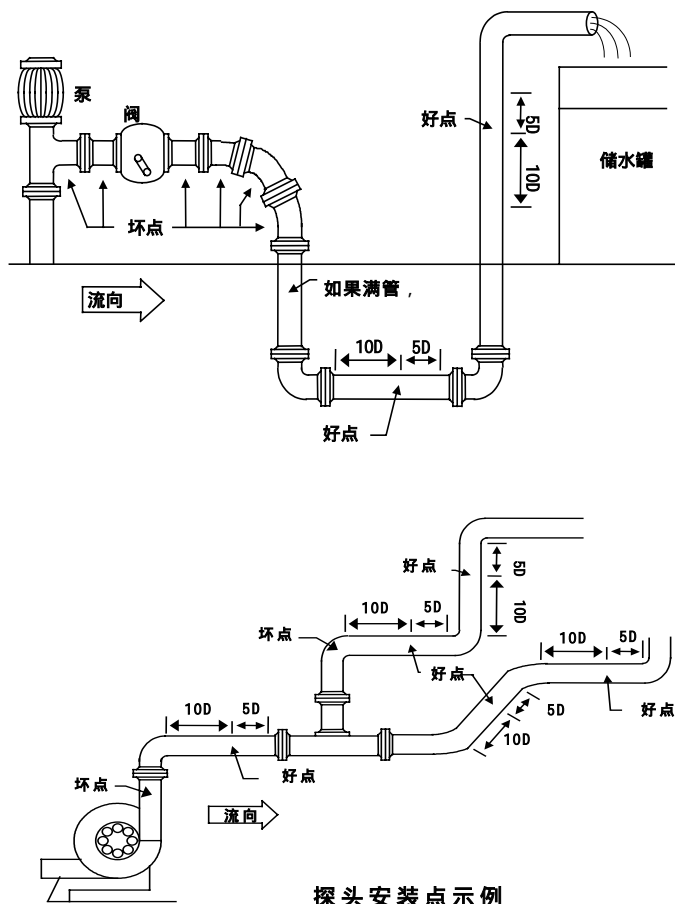 泵
阀
好点
5D
10D
储水罐
坏点
流向
如果满管，
10D 5D
好点
好点
5D
10D
10D 5D
坏点
好点
10D 5D
好点
10D 5D
5D
10D
好点
坏点
流向
探头安装点示例